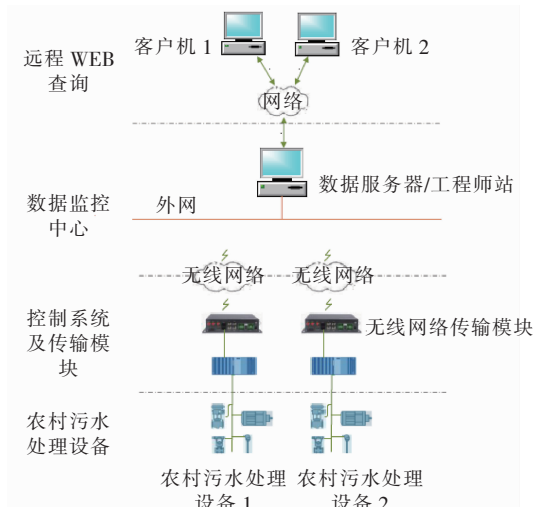 远程 WEB
查询
客户机 1
客户机 2
网络
数据服务器/工程师站
数据监控
中心
外网
无线网络
无线网络
控制系统
及传输模
块
无线网络传输模块
农村污水
处理设备
农村污水处理
设备 1
农村污水处理
设备 2